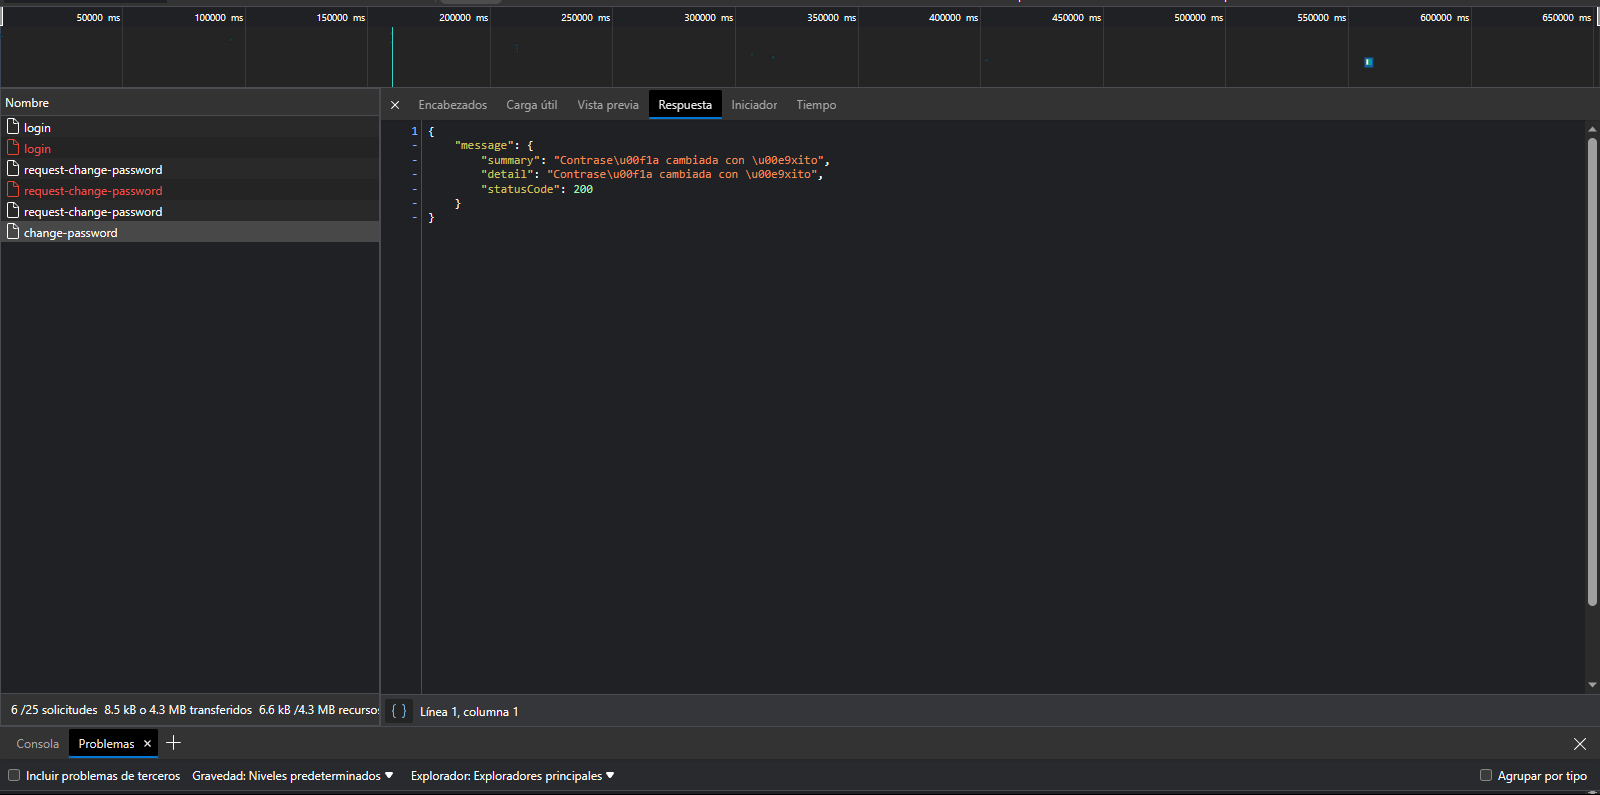 50000 ms 100000 ms 150000 ms 200000 ms 250000 ms 300000 ms 350000 ms 400000 ms 450000 ms 500000 ms 550000 ms 600000 ms 650000 ms
Nombre
login
login
request-change-password
request-change-password
request-change-password
change-password
Encabezados Carga útil Vista previa Respuesta Iniciador Tiempo
1 {
- "message": {
- "summary": "Contrase\u00f1a cambiada con \u00e9xito",
- "detail": "Contrase\u00f1a cambiada con \u00e9xito",
- "statusCode": 200
- }
- }
6 /25 solicitudes 8.5 kB o 4.3 MB transferidos 6.6 kB /4.3 MB recursos
{ } Línea 1, columna 1
Consola Problemas
Incluir problemas de terceros Gravedad: Niveles predeterminados Explorador: Exploradores principales Agrupar por tipo